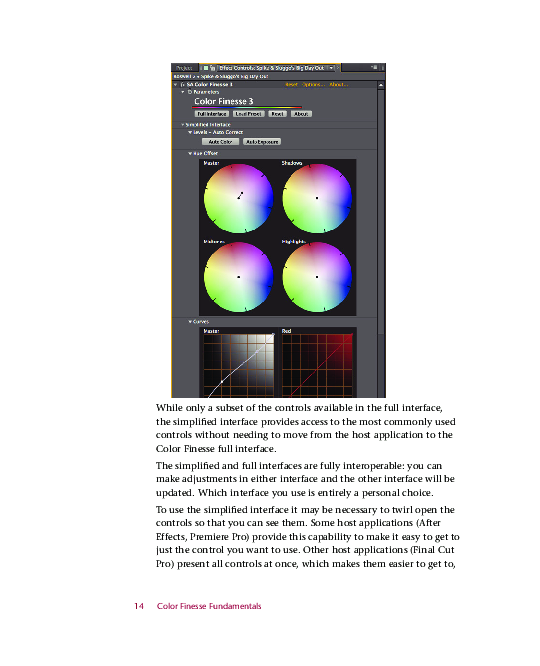 Project
Effect Controls: Spike & Sluggo's Big Day Out
Spike & Sluggo's Big Day Out
fx SA Color Finesse 3 Reset Options... About...
Parameters
Color Finesse 3
Full Interface Load Preset Reset About
Simplified Interface
Levels - Auto Correct
Auto Color Auto Exposure
Hue Offset
Master Shadows
Midtones Highlights
Curves
Master Red
While only a subset of the controls available in the full interface,
the simplified interface provides access to the most commonly used
controls without needing to move from the host application to the
Color Finesse full interface.
The simplified and full interfaces are fully interoperable: you can
make adjustments in either interface and the other interface will be
updated. Which interface you use is entirely a personal choice.
To use the simplified interface it may be necessary to twirl open the
controls so that you can see them. Some host applications (After
Effects, Premiere Pro) provide this capability to make it easy to get to
just the control you want to use. Other host applications (Final Cut
Pro) present all controls at once, which makes them easier to get to,
14 Color Finesse Fundamentals